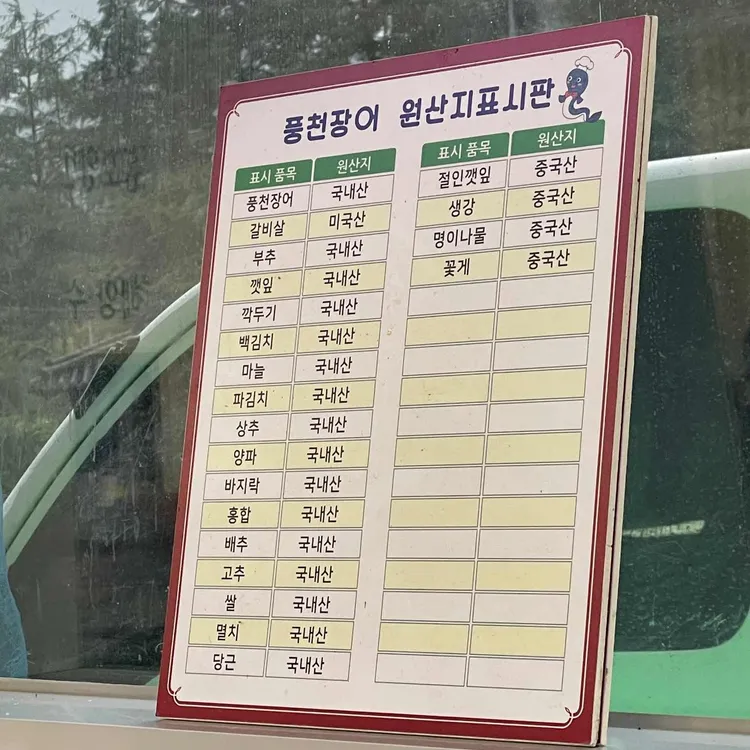 풍천장어 원산지표시판
표시 품목 원산지
풍천장어 국내산
갈비살 미국산
부추 국내산
깻잎 국내산
깍두기 국내산
백김치 국내산
마늘 국내산
파김치 국내산
상추 국내산
양파 국내산
바지락 국내산
홍합 국내산
배추 국내산
고추 국내산
쌀 국내산
멸치 국내산
당근 국내산
표시 품목 원산지
절인깻잎 중국산
생강 중국산
명이나물 중국산
꽃게 중국산